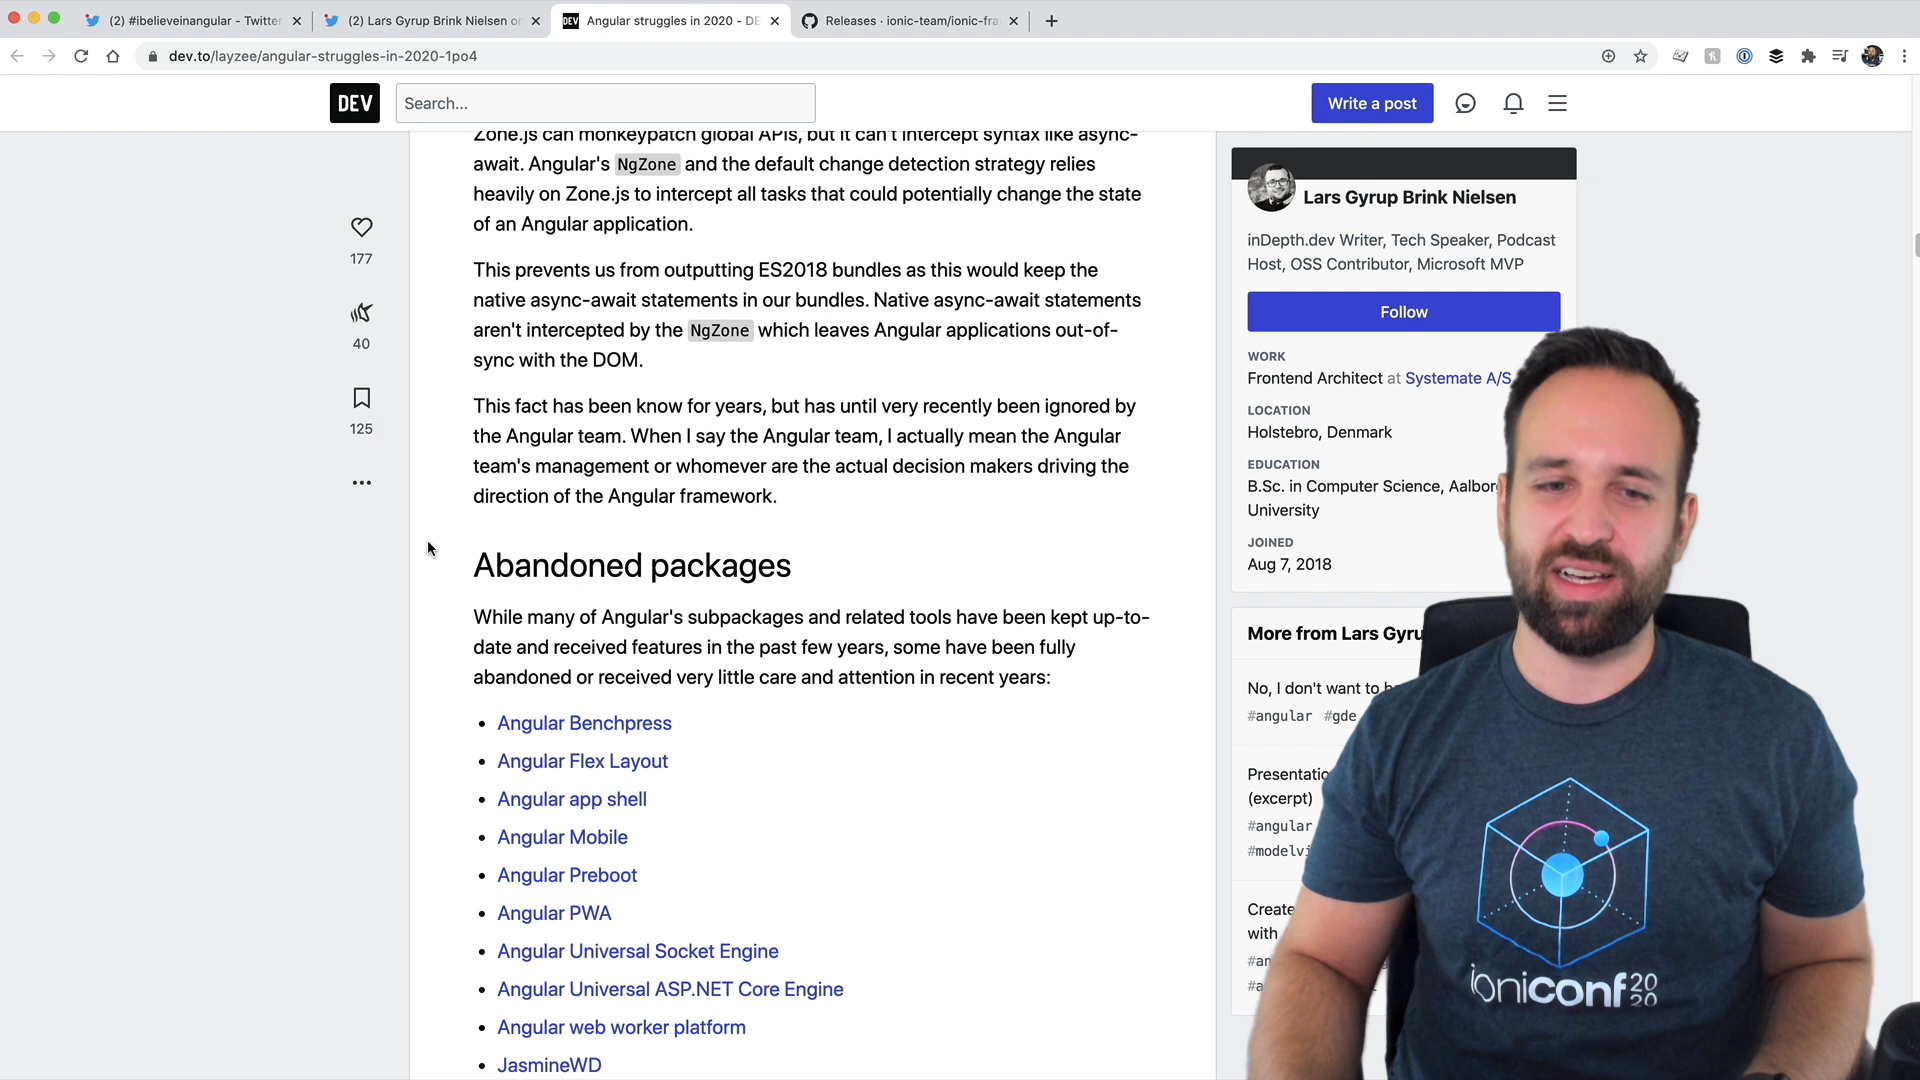 (2) #ibelieveinangular - Twitter
(2) Lars Gyrup Brink Nielsen on
DEV
Angular struggles in 2020 - DE
Releases · ionic-team/ionic-fra
dev.to/layzee/angular-struggles-in-2020-1po4
DEV
Search...
Write a post
Zone.js can monkeypatch global APIs, but it can't intercept syntax like async-
await. Angular's NgZone and the default change detection strategy relies
heavily on Zone.js to intercept all tasks that could potentially change the state
of an Angular application.
This prevents us from outputting ES2018 bundles as this would keep the
native async-await statements in our bundles. Native async-await statements
aren't intercepted by the NgZone which leaves Angular applications out-of-
sync with the DOM.
This fact has been know for years, but has until very recently been ignored by
the Angular team. When I say the Angular team, I actually mean the Angular
team's management or whomever are the actual decision makers driving the
direction of the Angular framework.
Abandoned packages
While many of Angular's subpackages and related tools have been kept up-to-
date and received features in the past few years, some have been fully
abandoned or received very little care and attention in recent years:
• Angular Benchpress
• Angular Flex Layout
• Angular app shell
• Angular Mobile
• Angular Preboot
• Angular PWA
• Angular Universal Socket Engine
• Angular Universal ASP.NET Core Engine
• Angular web worker platform
• JasmineWD
177
40
125
Lars Gyrup Brink Nielsen
inDepth.dev Writer, Tech Speaker, Podcast
Host, OSS Contributor, Microsoft MVP
Follow
WORK
Frontend Architect at Systemate A/S
LOCATION
Holstebro, Denmark
EDUCATION
B.Sc. in Computer Science, Aalborg
University
JOINED
Aug 7, 2018
More from Lars Gyru
No, I don't want to be
#angular #gde
Presentatio
(excerpt)
#angular
#modelvi
Create
with
#an
#a
ioniconf 20
20